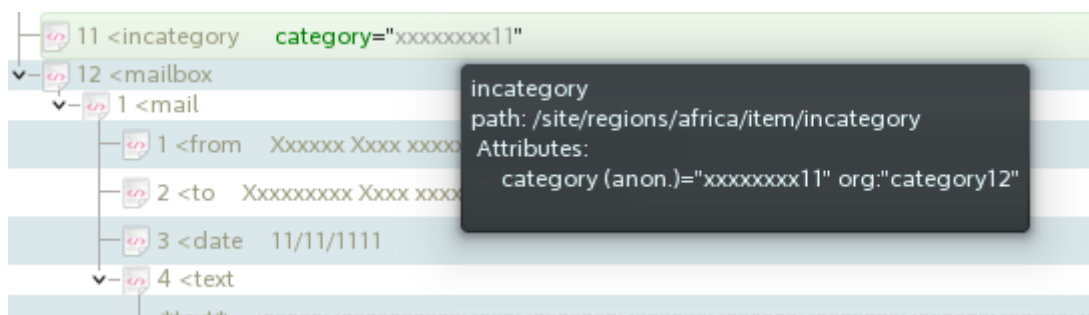 11 <incategory category="xxxxxxxx11"
12 <mailbox
1 <mail
incategory
path: /site/regions/africa/item/incategory
Attributes:
category (anon.)="xxxxxxxx11" org:"category12"
1 <from Xxxxxx Xxxx xxxxx
2 <to Xxxxxxxxx Xxxx xxxx
3 <date 11/11/1111
4 <text